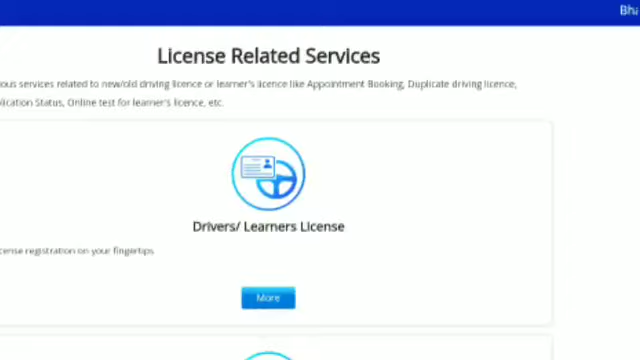 Bha
License Related Services
ous services related to new/old driving licence or learner's licence like Appointment Booking, Duplicate driving licence,
lication Status, Online test for learner's licence, etc.
Drivers/ Learners License
cense registration on your fingertips
More